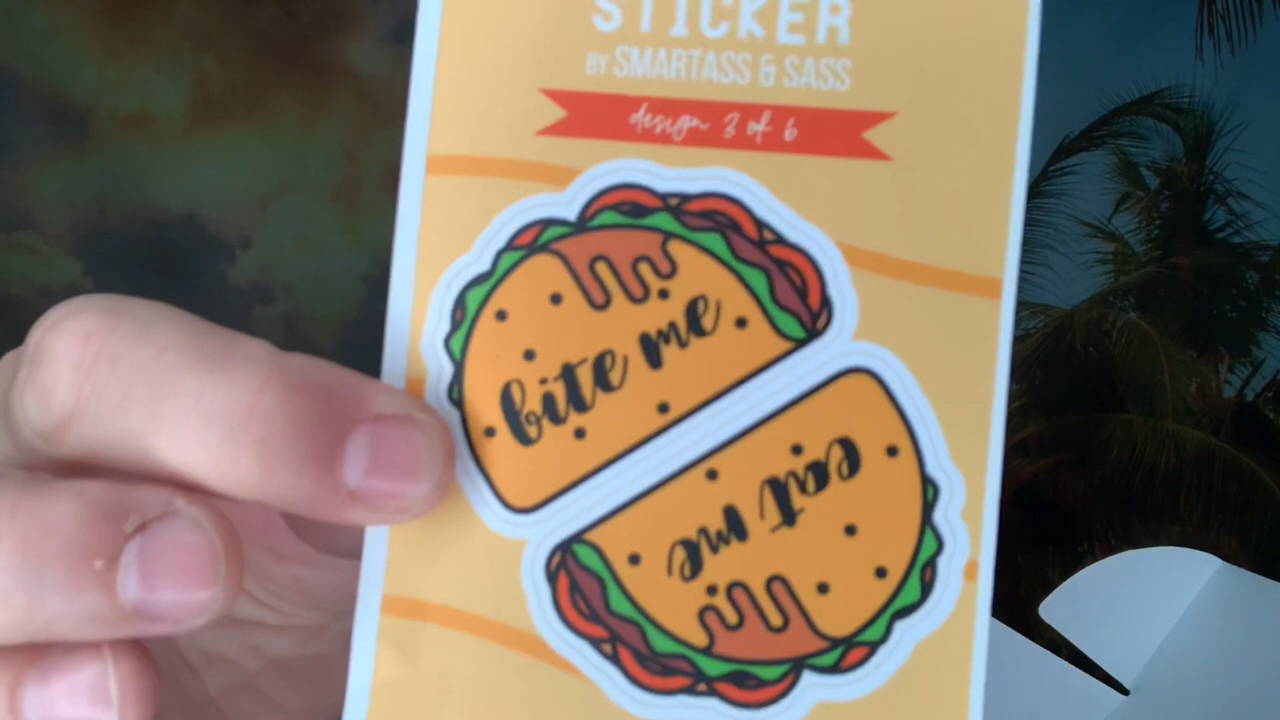 STICKER
BY SMARTASS & SASS
design 3 of 6
bite me
eat me